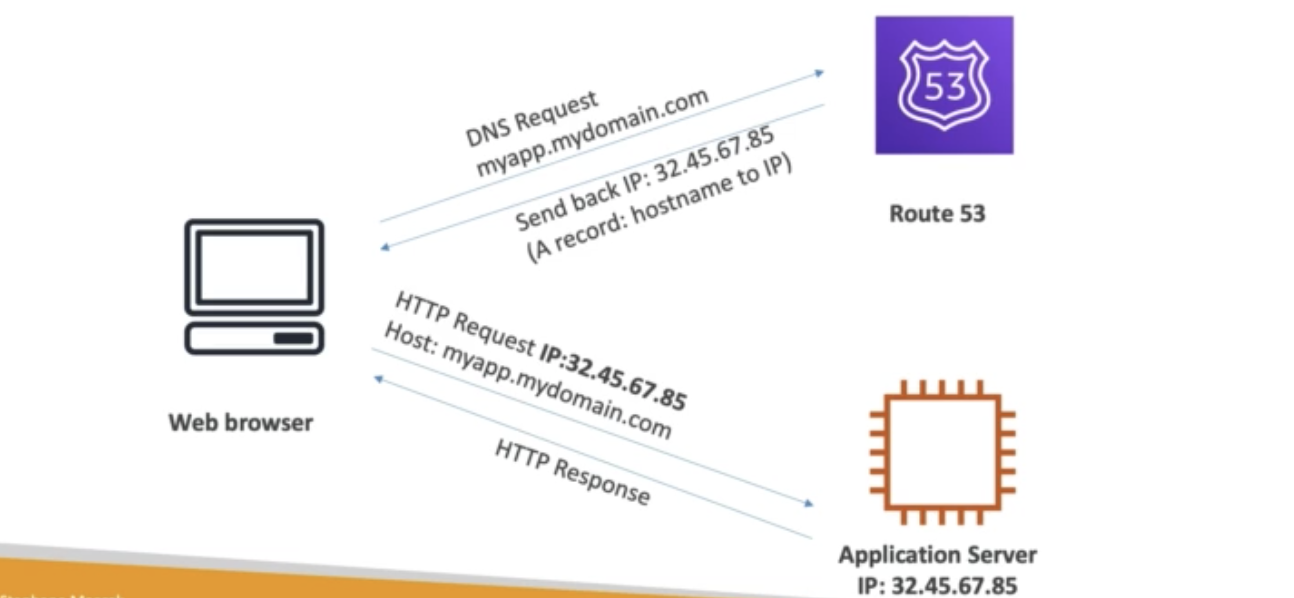 DNS Request
myapp.mydomain.com
Send back IP: 32.45.67.85
(A record: hostname to IP)
53
Route 53
HTTP Request IP:32.45.67.85
Host: myapp.mydomain.com
HTTP Response
Web browser
Application Server
IP: 32.45.67.85